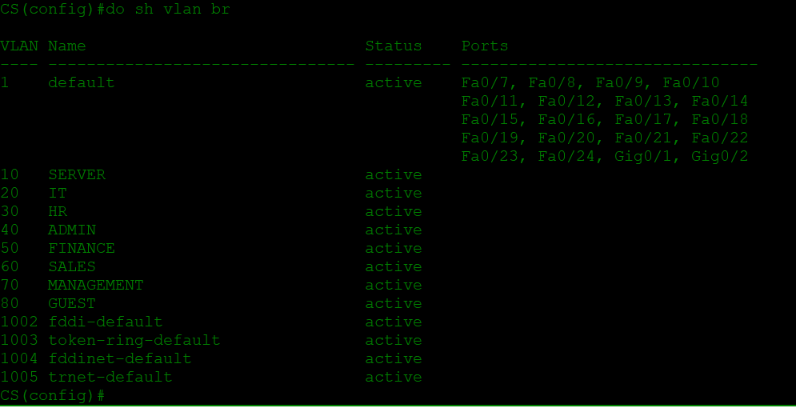 CS(config)#do sh vlan br
VLAN Name                             Status    Ports
---- -------------------------------- --------- -------------------------------
1    default                          active    Fa0/7, Fa0/8, Fa0/9, Fa0/10
                                                Fa0/11, Fa0/12, Fa0/13, Fa0/14
                                                Fa0/15, Fa0/16, Fa0/17, Fa0/18
                                                Fa0/19, Fa0/20, Fa0/21, Fa0/22
                                                Fa0/23, Fa0/24, Gig0/1, Gig0/2
10   SERVER                           active
20   IT                               active
30   HR                               active
40   ADMIN                            active
50   FINANCE                          active
60   SALES                            active
70   MANAGEMENT                       active
80   GUEST                            active
1002 fddi-default                     active
1003 token-ring-default               active
1004 fddinet-default                  active
1005 trnet-default                    active
CS(config)#